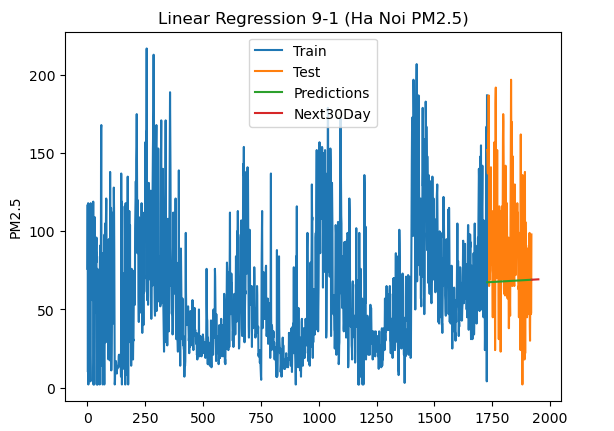 Linear Regression 9-1 (Ha Noi PM2.5)
Train
Test
Predictions
Next30Day
PM2.5
200
150
100
50
0
0 250 500 750 1000 1250 1500 1750 2000